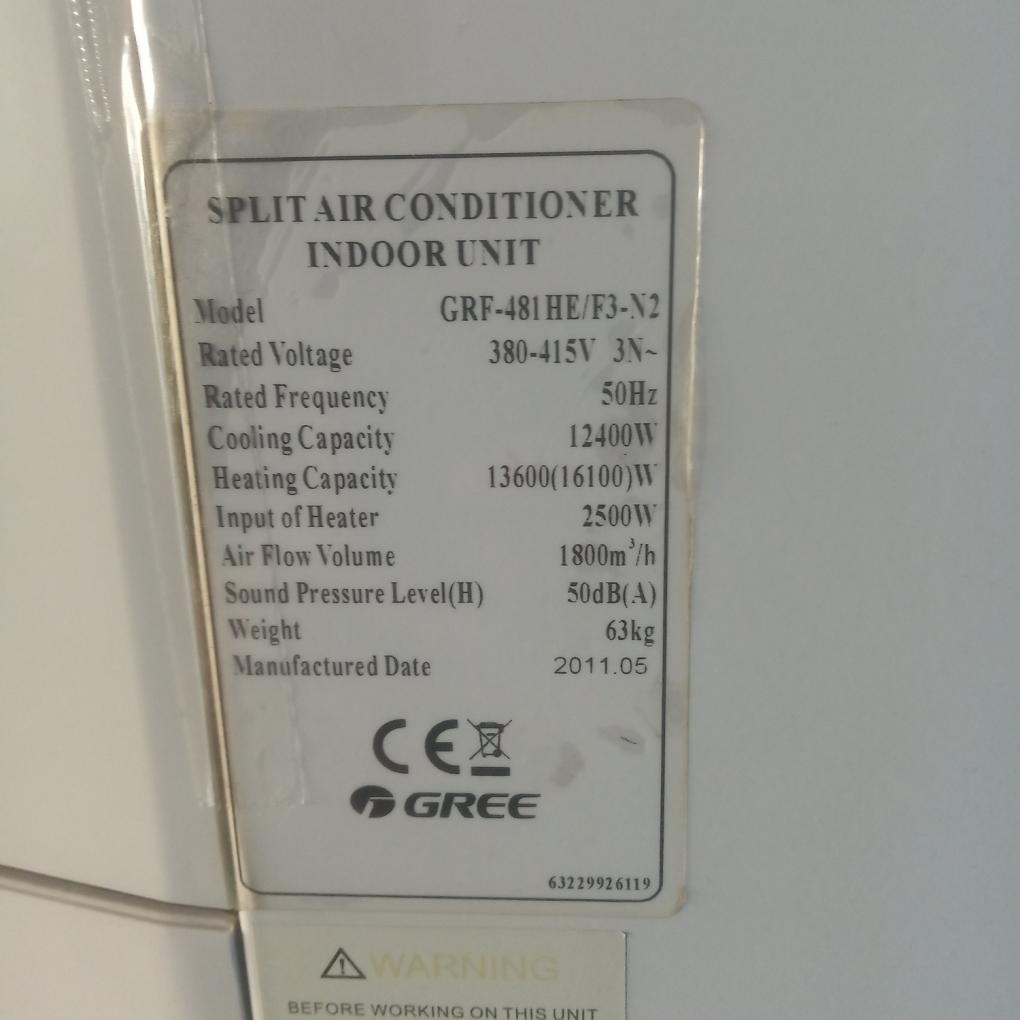 SPLIT AIR CONDITIONER
INDOOR UNIT
Model GRF-481HE/F3-N2
Rated Voltage 380-415V 3N~
Rated Frequency 50Hz
Cooling Capacity 12400W
Heating Capacity 13600(16100)W
Input of Heater 2500W
Air Flow Volume 1800m³/h
Sound Pressure Level(H) 50dB(A)
Weight 63kg
Manufactured Date 2011.05
CE
GREE
63229926119
WARNING
BEFORE WORKING ON THIS UNIT